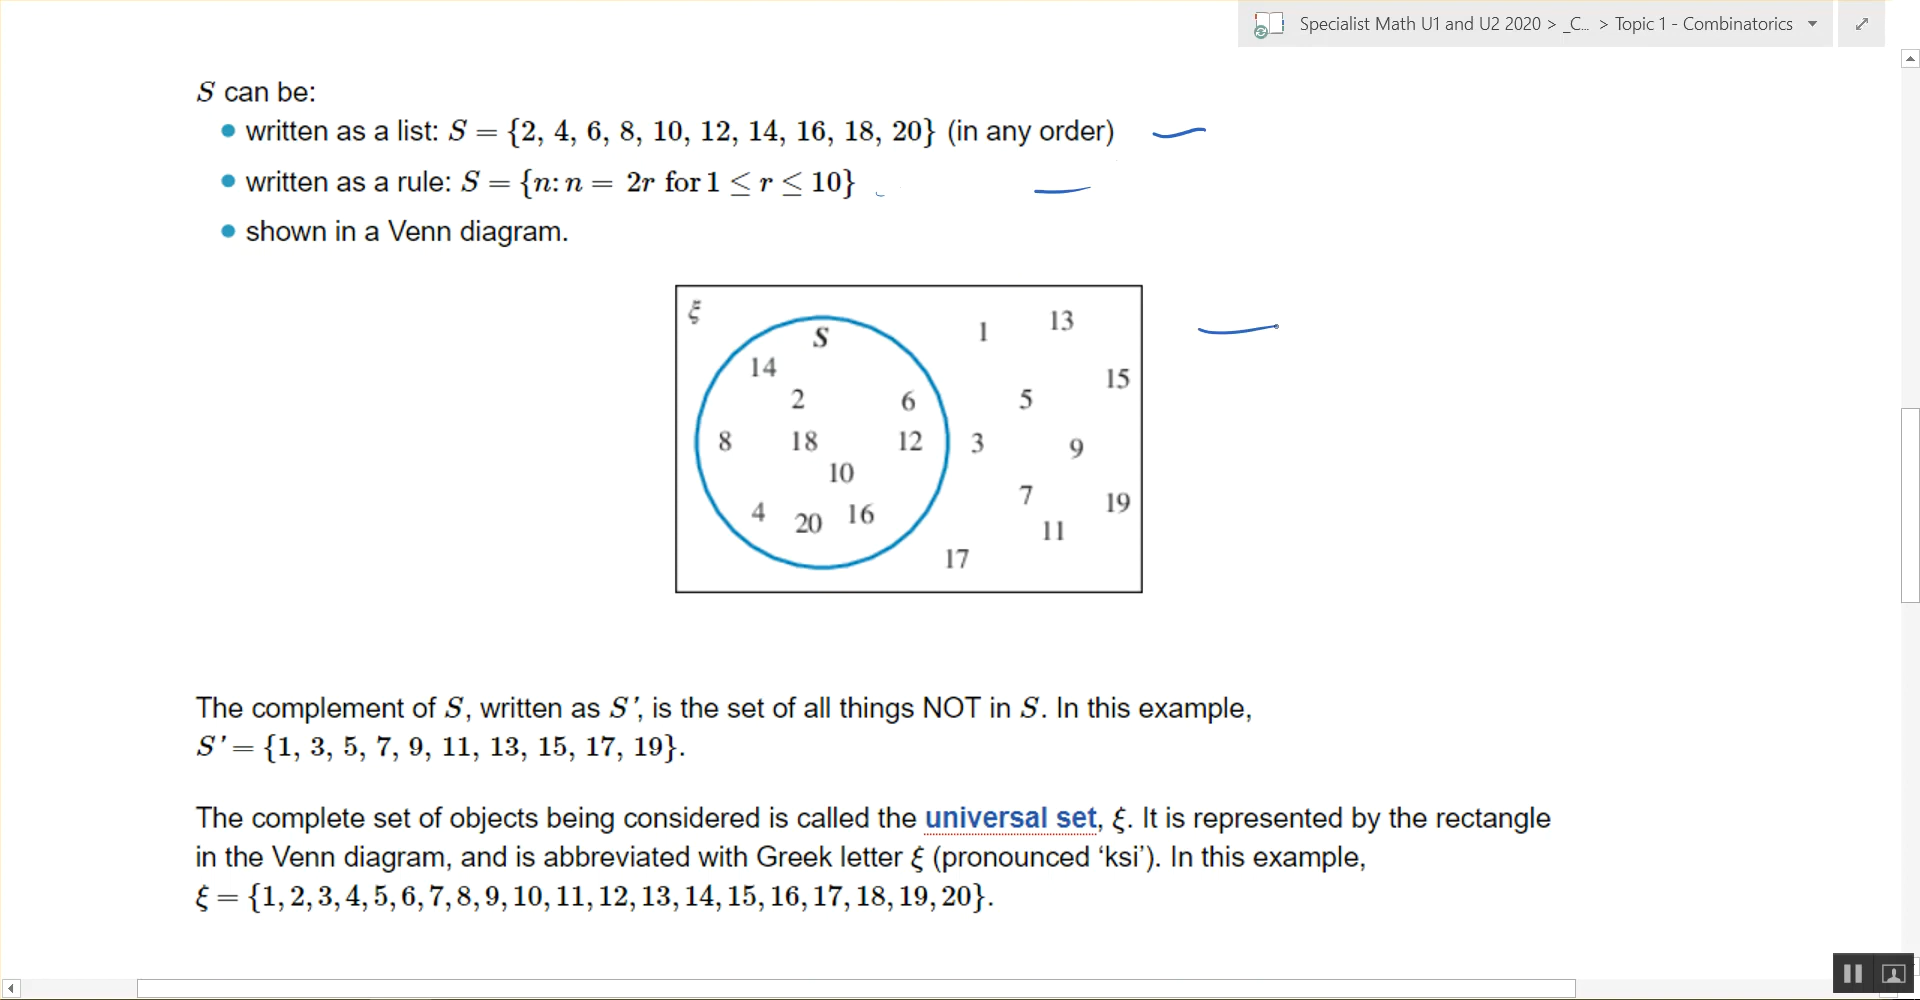 Specialist Math U1 and U2 2020 > _C... > Topic 1 - Combinatorics
S can be:
written as a list: S = {2, 4, 6, 8, 10, 12, 14, 16, 18, 20} (in any order)
written as a rule: S = {n: n = 2r for 1 ≤ r ≤ 10}
shown in a Venn diagram.
ξ
S
1
13
14
15
2
6
5
8
18
12
3
9
10
7
19
4
20
16
11
17
The complement of S, written as S', is the set of all things NOT in S. In this example,
S' = {1, 3, 5, 7, 9, 11, 13, 15, 17, 19}.
The complete set of objects being considered is called the universal set, ξ. It is represented by the rectangle
in the Venn diagram, and is abbreviated with Greek letter ξ (pronounced ‘ksi’). In this example,
ξ = {1, 2, 3, 4, 5, 6, 7, 8, 9, 10, 11, 12, 13, 14, 15, 16, 17, 18, 19, 20}.